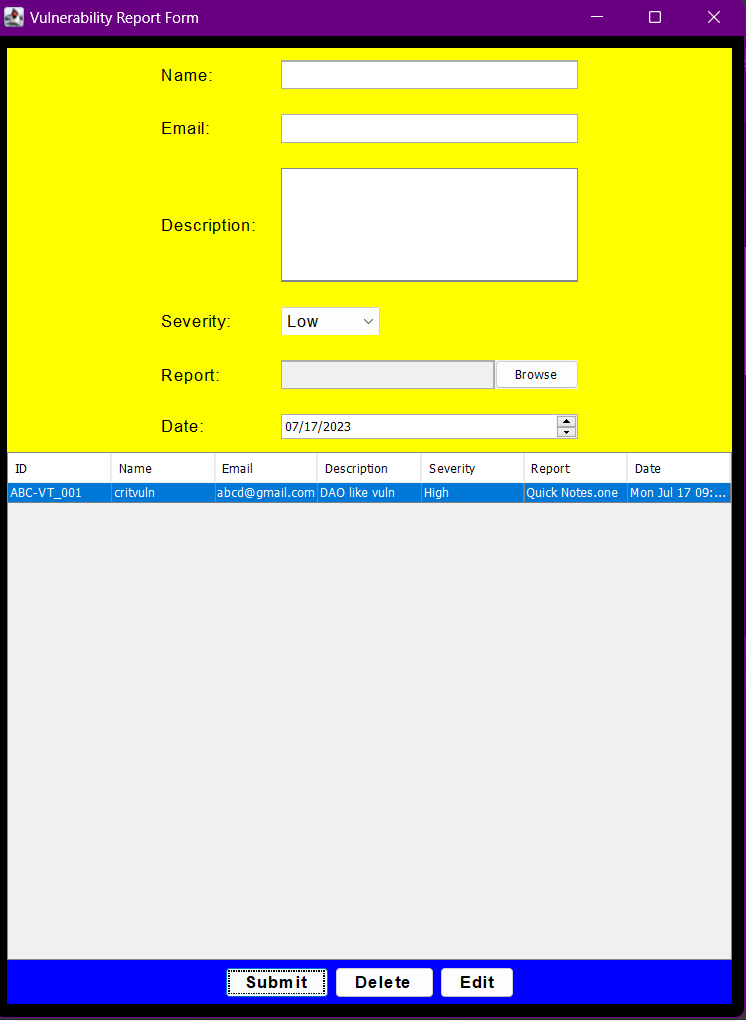 Vulnerability Report Form
Name:
Email:
Description:
Severity: Low
Report: Browse
Date: 07/17/2023
ID Name Email Description Severity Report Date
ABC-VT_001 critvuln abcd@gmail.com DAO like vuln High Quick Notes.one Mon Jul 17 09:...
Submit Delete Edit